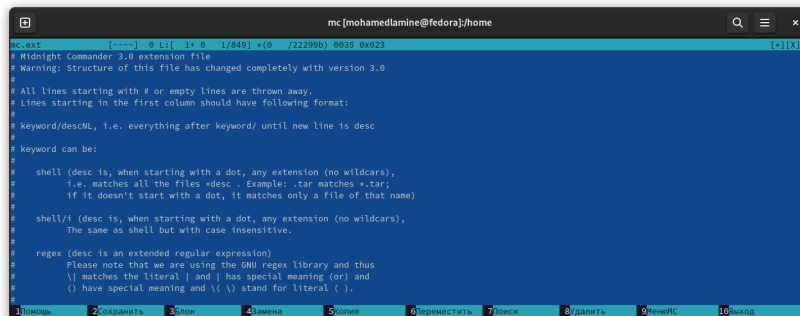 mc [mohamedlamine@fedora]:/home
mc.ext [----] 0 L:[ 1+ 0 1/849] *(0 /22299b) 0035 0x023 [*][X]
# Midnight Commander 3.0 extension file
# Warning: Structure of this file has changed completely with version 3.0
#
# All lines starting with # or empty lines are thrown away.
# Lines starting in the first column should have following format:
#
# keyword/descNL, i.e. everything after keyword/ until new line is desc
#
# keyword can be:
#
# shell (desc is, when starting with a dot, any extension (no wildcars),
# i.e. matches all the files *desc . Example: .tar matches *.tar;
# if it doesn't start with a dot, it matches only a file of that name)
#
# shell/i (desc is, when starting with a dot, any extension (no wildcars),
# The same as shell but with case insensitive.
#
# regex (desc is an extended regular expression)
# Please note that we are using the GNU regex library and thus
# \| matches the literal | and | has special meaning (or) and
# () have special meaning and \( \) stand for literal ( ).
#
1Помощь 2Сохранить 3Блок 4Замена 5Копия 6Переместить 7Поиск 8Удалить 9МенюMC 10Выход